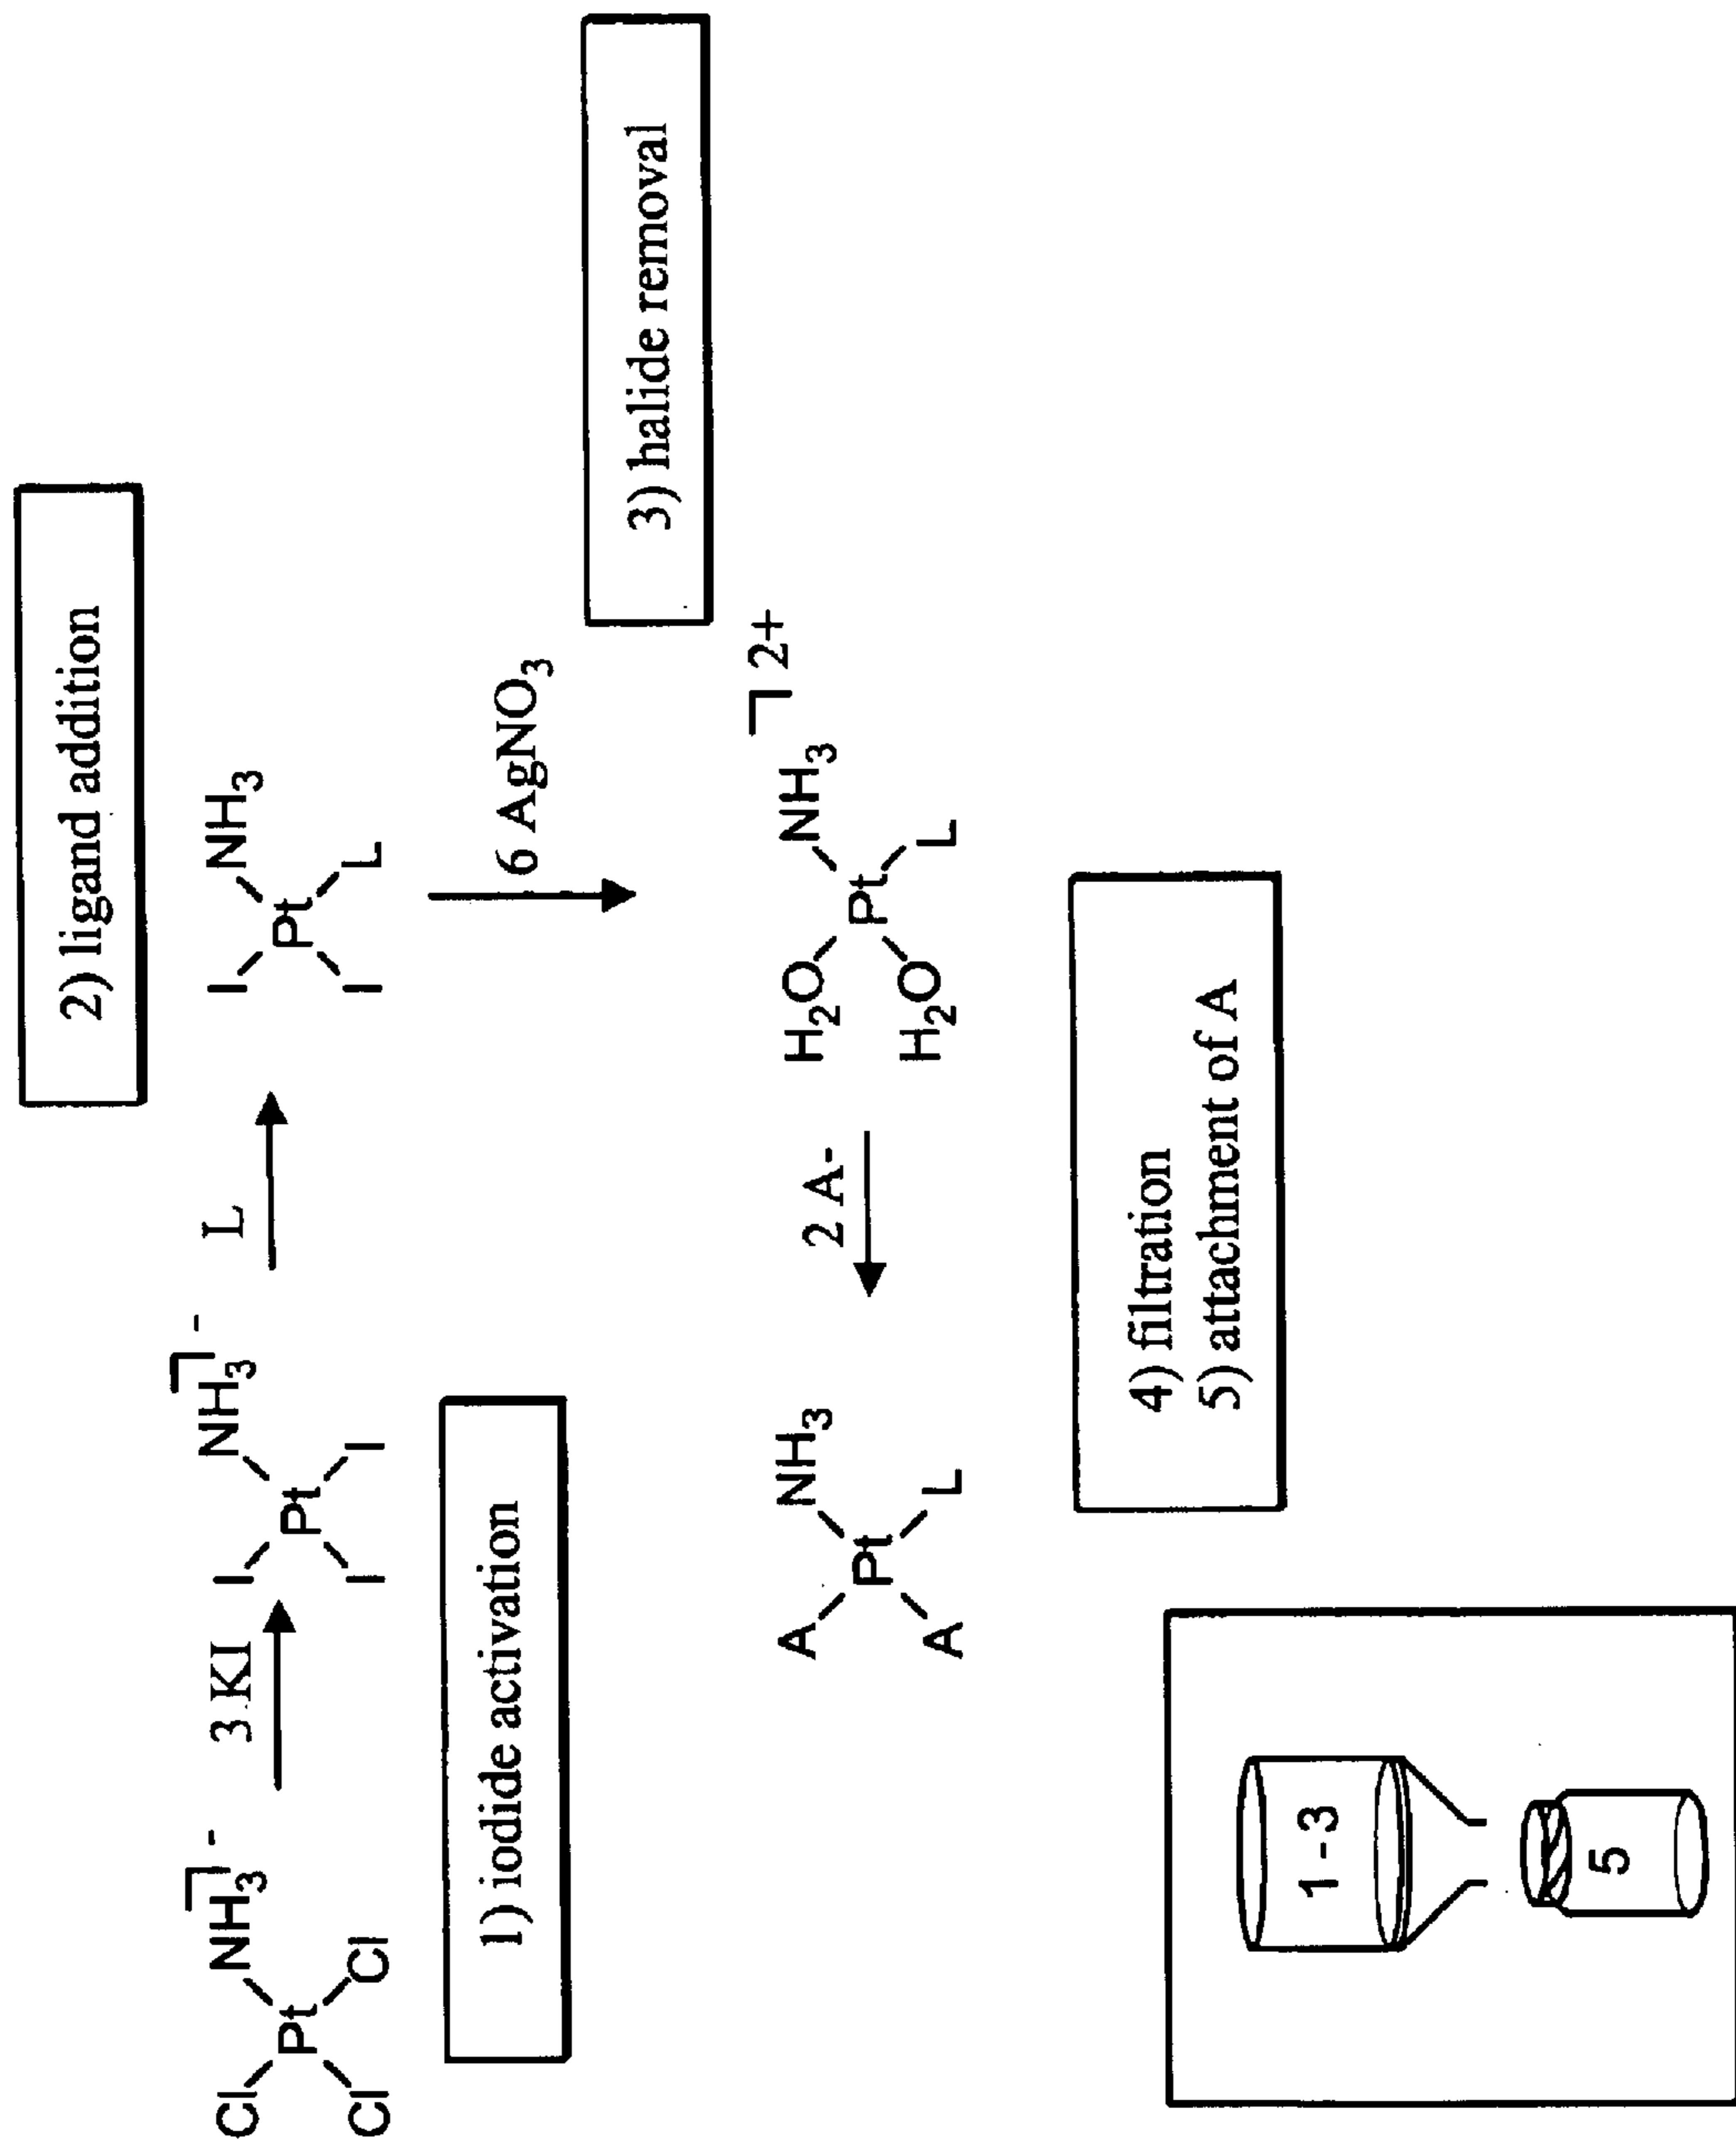 2) ligand addition
Cl
Cl
Pt
NH3
Cl
]-
3 KI
I
I
Pt
NH3
I
]-
L
I
I
Pt
NH3
L
1) iodide activation
6 AgNO3
3) halide removal
A
A
Pt
NH3
L
2 A-
H2O
H2O
Pt
NH3
L
]2+
4) filtration
5) attachment of A
1-3
5